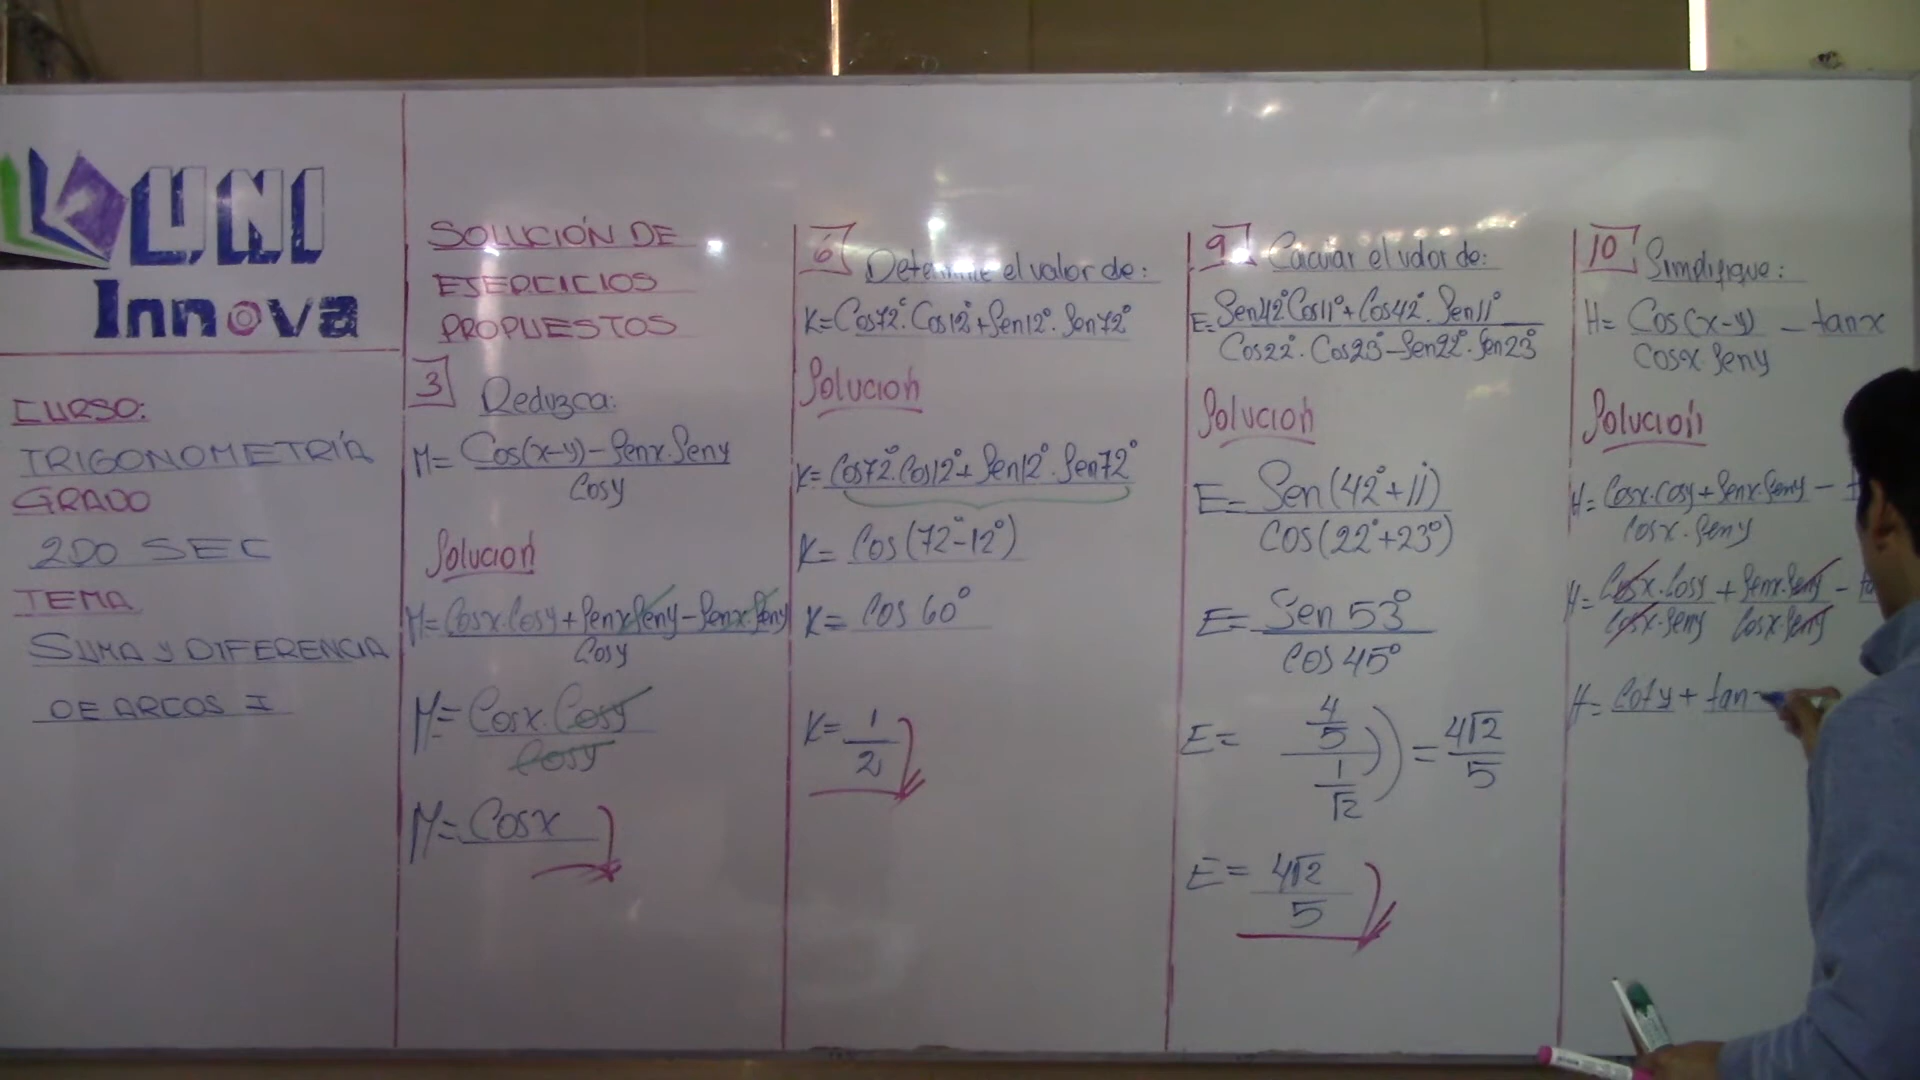 UNI
Innova
CURSO:
TRIGONOMETRÍA
GRADO
2DO SEC
TEMA
SUMA Y DIFERENCIA
DE ARCOS I
SOLUCIÓN DE
EJERCICIOS
PROPUESTOS
3 Reduzca:
M= Cos(x-y) - Senx.Seny / Cosy
Solución
M= Cosx.Cosy + Senx Seny - Senx.Seny / Cosy
M= Cosx.Cosy / Cosy
M= Cosx
6 Determine el valor de:
K= Cos72°.Cos12° + Sen12°.Sen72°
Solución
K= Cos72°.Cos12° + Sen12°.Sen72°
K= Cos(72°-12°)
K= Cos 60°
K= 1/2
9 el valor de:
E= Sen42°Cos11° + Cos42°.Sen11° / Cos22°.Cos23° - Sen22°.Sen23°
Solución
E= Sen(42°+11°) / Cos(22°+23°)
E= Sen 53° / Cos 45°
E= 4/5 / 1/√2 = 4√2/5
E= 4√2/5
10 Simplifique:
H= Cos(x-y) / Cosx.Seny - tanx
Solución
H= Cosx.Cosy + Senx.Seny / Cosx.Seny -
H= Cosx.Cosy / Cosx.Seny + Senx.Seny / Cosx.Seny -
H= Coty + tan